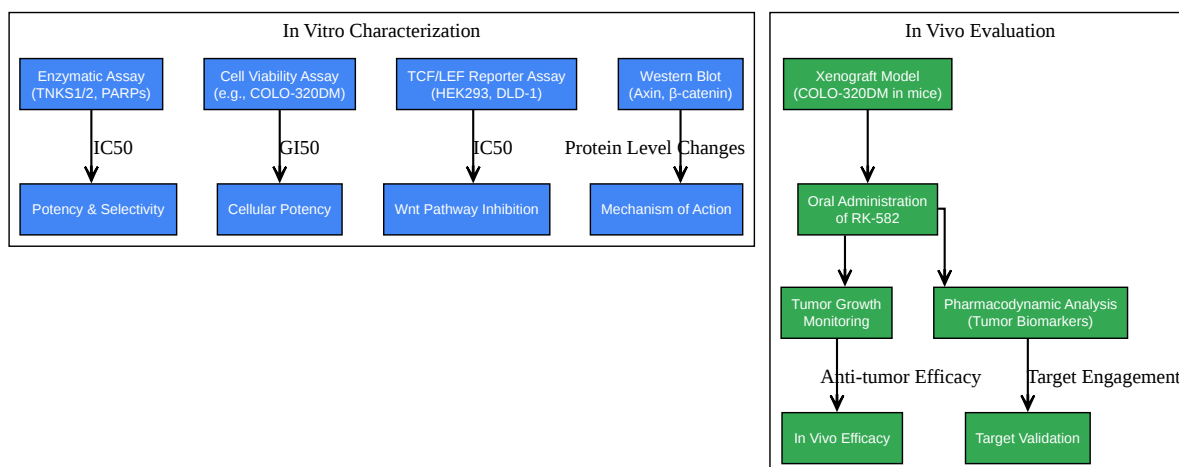 In Vitro Characterization
Enzymatic Assay
(TNKS1/2, PARPs)
Cell Viability Assay
(e.g., COLO-320DM)
TCF/LEF Reporter Assay
(HEK293, DLD-1)
Western Blot
(Axin, β-catenin)
IC50
GI50
IC50
Protein Level Changes
Potency & Selectivity
Cellular Potency
Wnt Pathway Inhibition
Mechanism of Action
In Vivo Evaluation
Xenograft Model
(COLO-320DM in mice)
Oral Administration
of RK-582
Tumor Growth
Monitoring
Pharmacodynamic Analysis
(Tumor Biomarkers)
Anti-tumor Efficacy
Target Engagement
In Vivo Efficacy
Target Validation